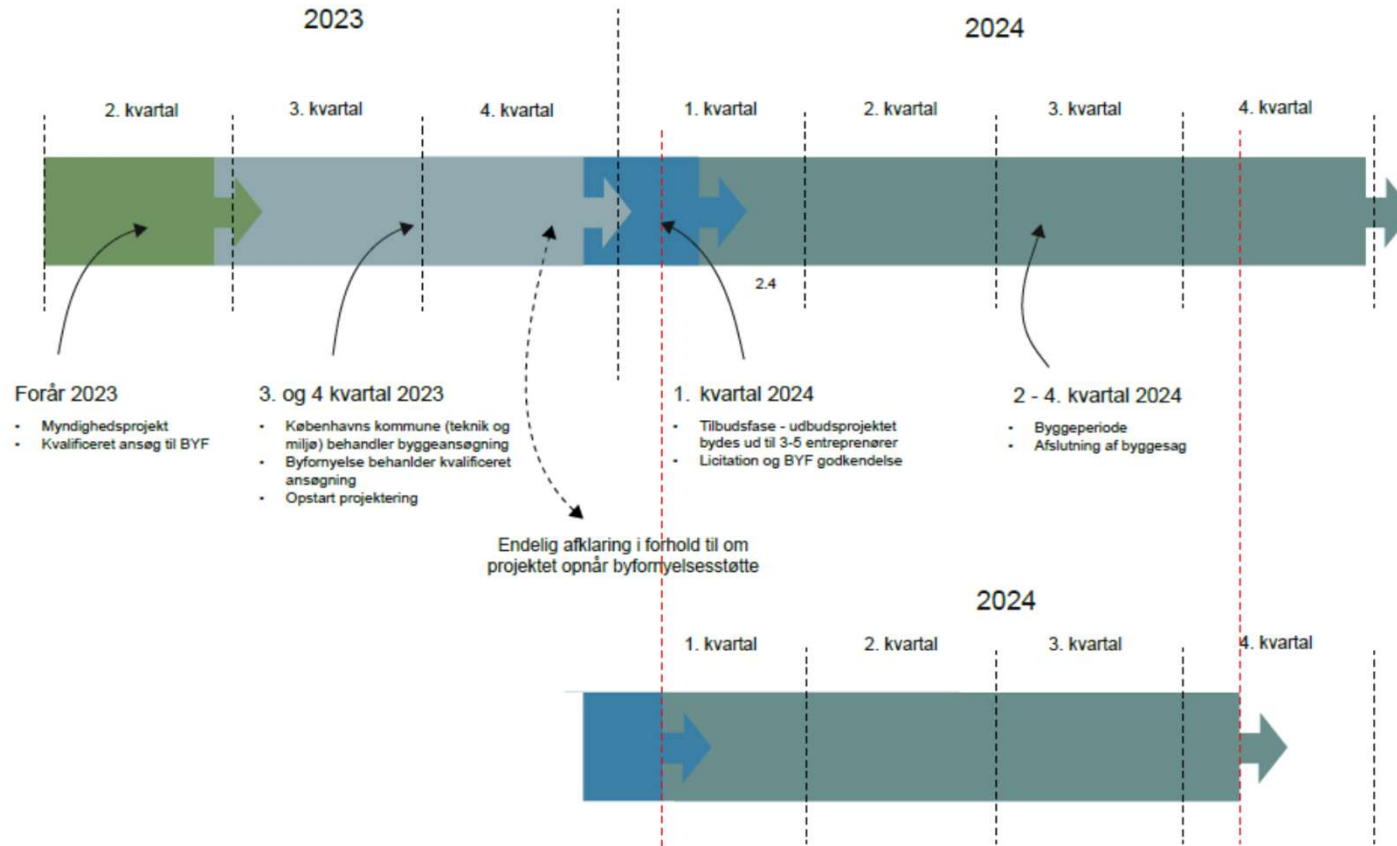 2023
2024
2. kvartal
3. kvartal
4. kvartal
1. kvartal
2. kvartal
3. kvartal
4. kvartal
2.4
Forår 2023
• Myndighedsprojekt
• Kvalificeret ansøg til BYF
3. og 4 kvartal 2023
• Københavns kommune (teknik og
miljø) behandler byggeansøgning
• Byfornyelse behanlder kvalificeret
ansøgning
• Opstart projektering
Endelig afklaring i forhold til om
projektet opnår byfornyelsesstøtte
1. kvartal 2024
• Tilbudsfase - udbudsprojektet
bydes ud til 3-5 entreprenører
• Licitation og BYF godkendelse
2 - 4. kvartal 2024
• Byggeperiode
• Afslutning af byggesag
2024
1. kvartal
2. kvartal
3. kvartal
4. kvartal